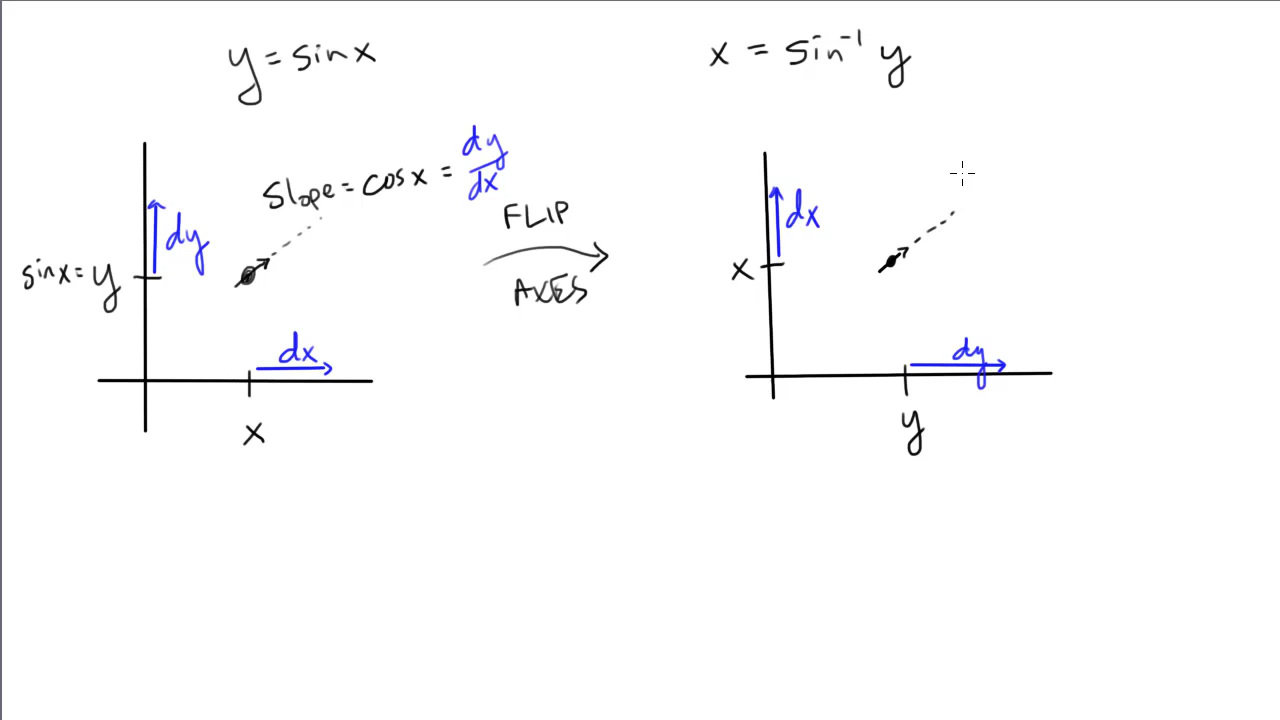 y = sin x
x = sin⁻¹ y
slope = cos x = dy/dx
dy
sin x = y
dx
x
FLIP
AXES
dx
x
dy
y